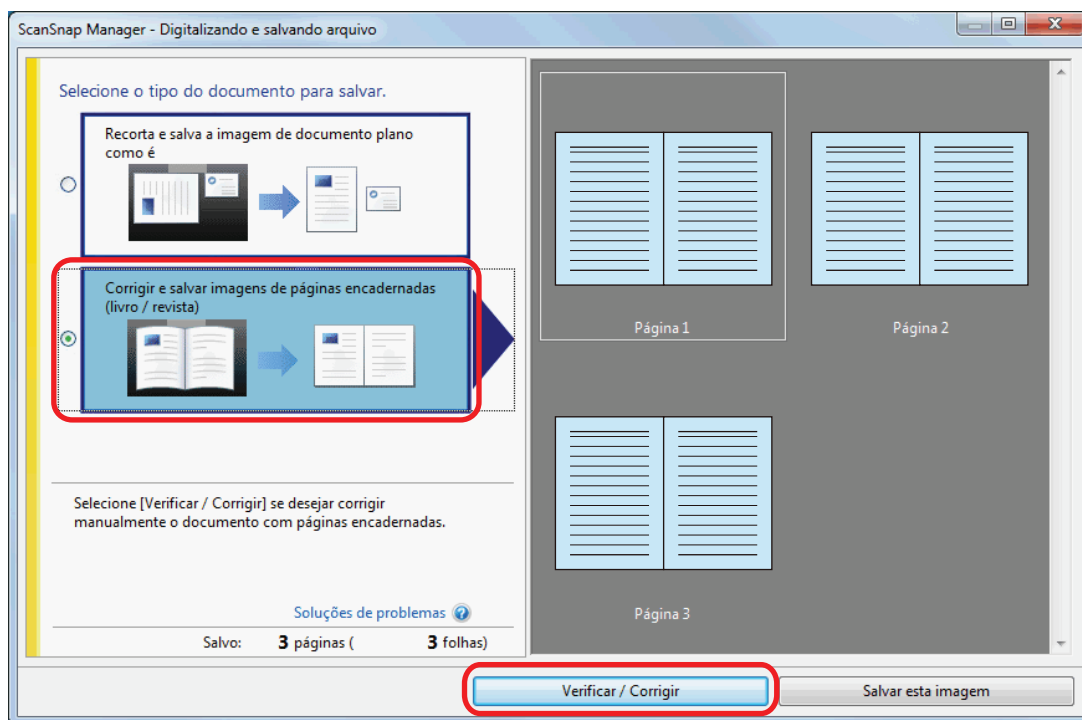 ScanSnap Manager - Digitalizando e salvando arquivo
Selecione o tipo do documento para salvar.
Recorta e salva a imagem de documento plano
como é
Corrigir e salvar imagens de páginas encadernadas
(livro / revista)
Selecione [Verificar / Corrigir] se desejar corrigir
manualmente o documento com páginas encadernadas.
Soluções de problemas
Salvo: 3 páginas ( 3 folhas)
Página 1
Página 2
Página 3
Verificar / Corrigir
Salvar esta imagem